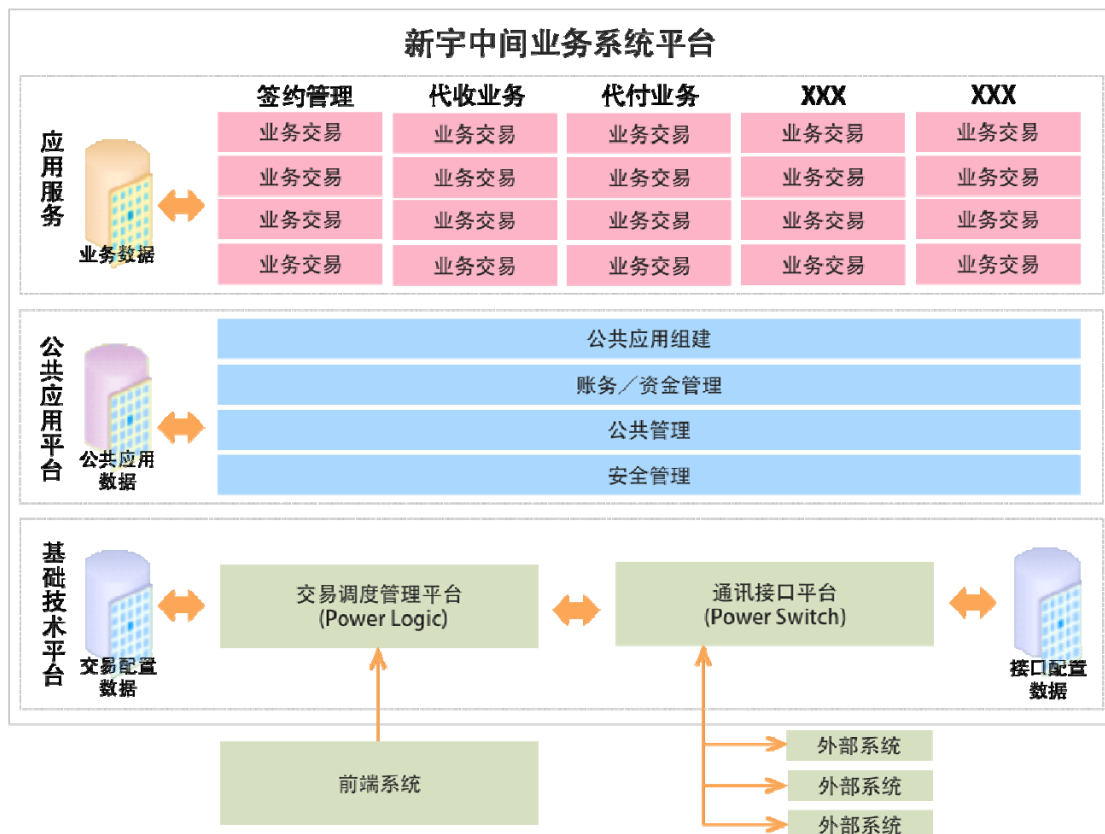 新宇中间业务系统平台
应用服务
业务数据
签约管理 代收业务 代付业务 XXX XXX
业务交易 业务交易 业务交易 业务交易 业务交易
业务交易 业务交易 业务交易 业务交易 业务交易
业务交易 业务交易 业务交易 业务交易 业务交易
业务交易 业务交易 业务交易 业务交易 业务交易
公共应用平台
公共应用
数据
公共应用组建
账务／资金管理
公共管理
安全管理
基础技术平台
交易配置
数据
交易调度管理平台
(Power Logic)
通讯接口平台
(Power Switch)
接口配置
数据
前端系统
外部系统
外部系统
外部系统